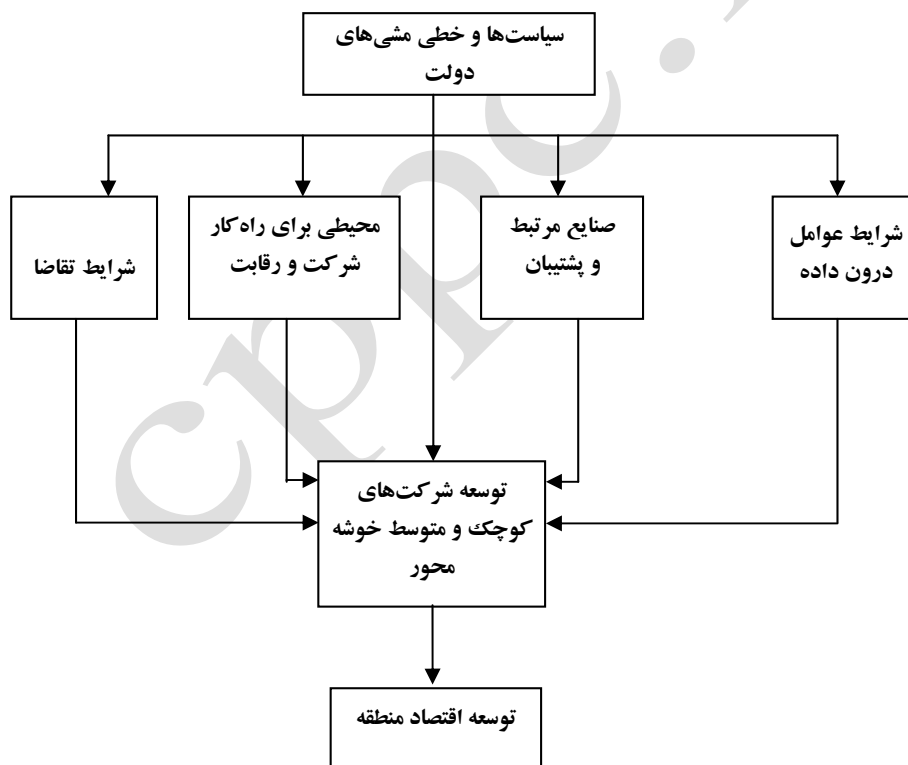 سیاست‌ها و خطی مشی‌های
دولت
شرایط عوامل
درون داده
صنایع مرتبط
و پشتیبان
محیطی برای راه‌کار
شرکت و رقابت
شرایط تقاضا
توسعه شرکت‌های
کوچک و متوسط خوشه
محور
توسعه اقتصاد منطقه
cppc.